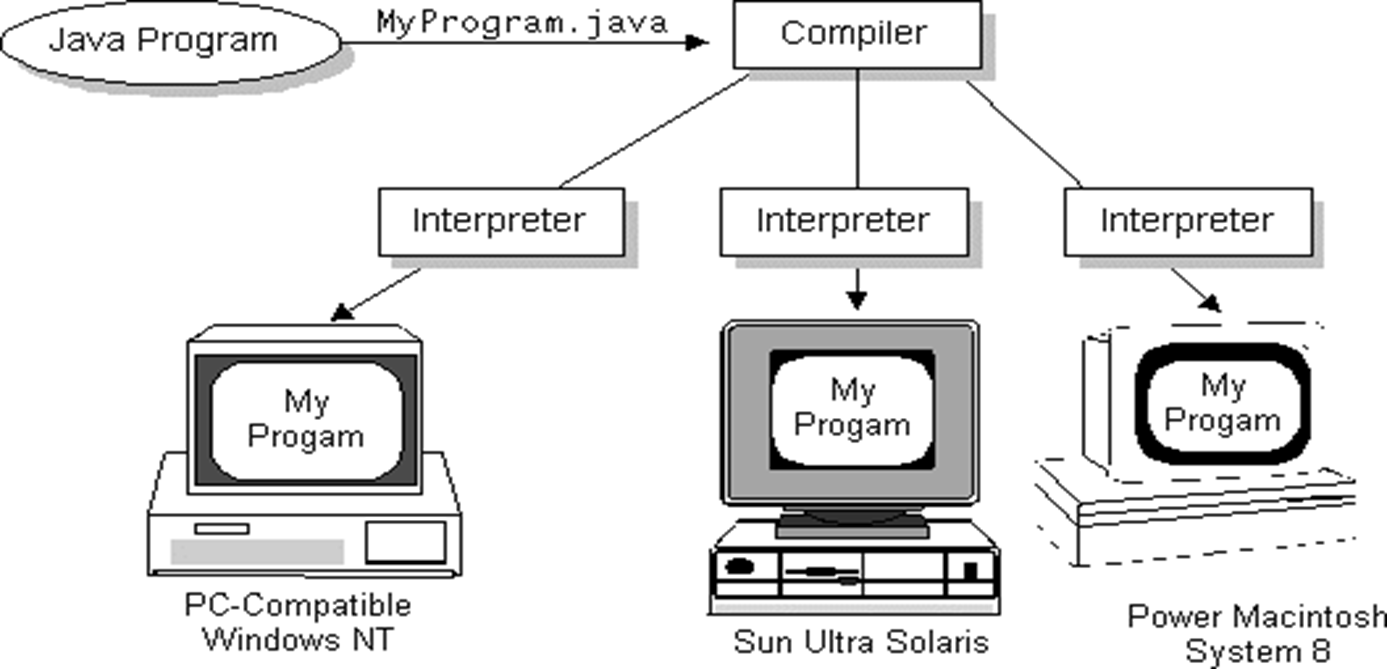 Java Program
MyProgram.java
Compiler
Interpreter
Interpreter
Interpreter
My
Progam
My
Progam
My
Progam
PC-Compatible
Windows NT
Sun Ultra Solaris
Power Macintosh
System 8